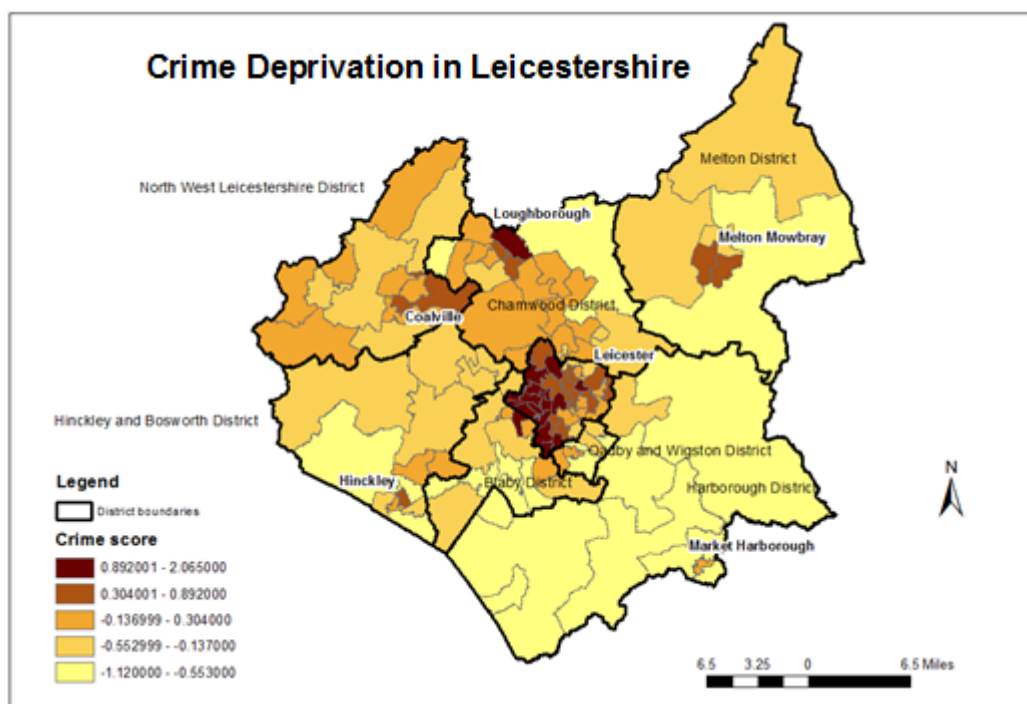 Crime Deprivation in Leicestershire
Melton District
North West Leicestershire District
Loughborough
Melton Mowbray
Charnwood District
Coalville
Leicester
Hinckley and Bosworth District
Oadby and Wigston District
Hinckley
Blaby District
Harborough District
Market Harborough
N
Legend
District boundaries
Crime score
0.892001 - 2.065000
0.304001 - 0.892000
-0.136999 - 0.304000
-0.552999 - -0.137000
-1.120000 - -0.553000
6.5 3.25 0 6.5 Miles